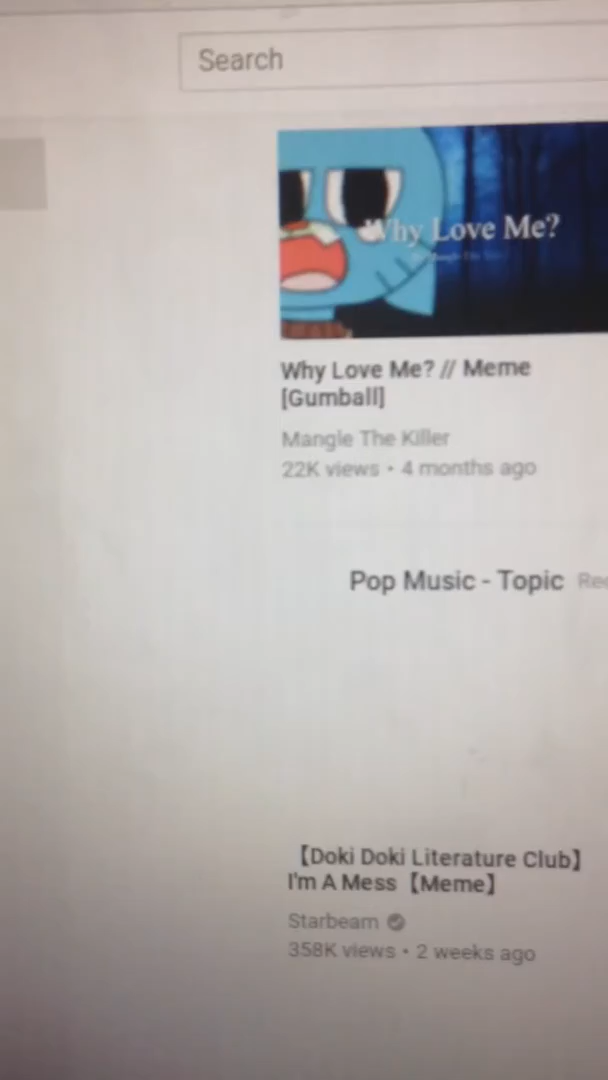 Search
Why Love Me?
Why Love Me? // Meme
[Gumball]
Mangle The Killer
22K views • 4 months ago
Pop Music - Topic
【Doki Doki Literature Club】
I'm A Mess【Meme】
Starbeam
358K views • 2 weeks ago